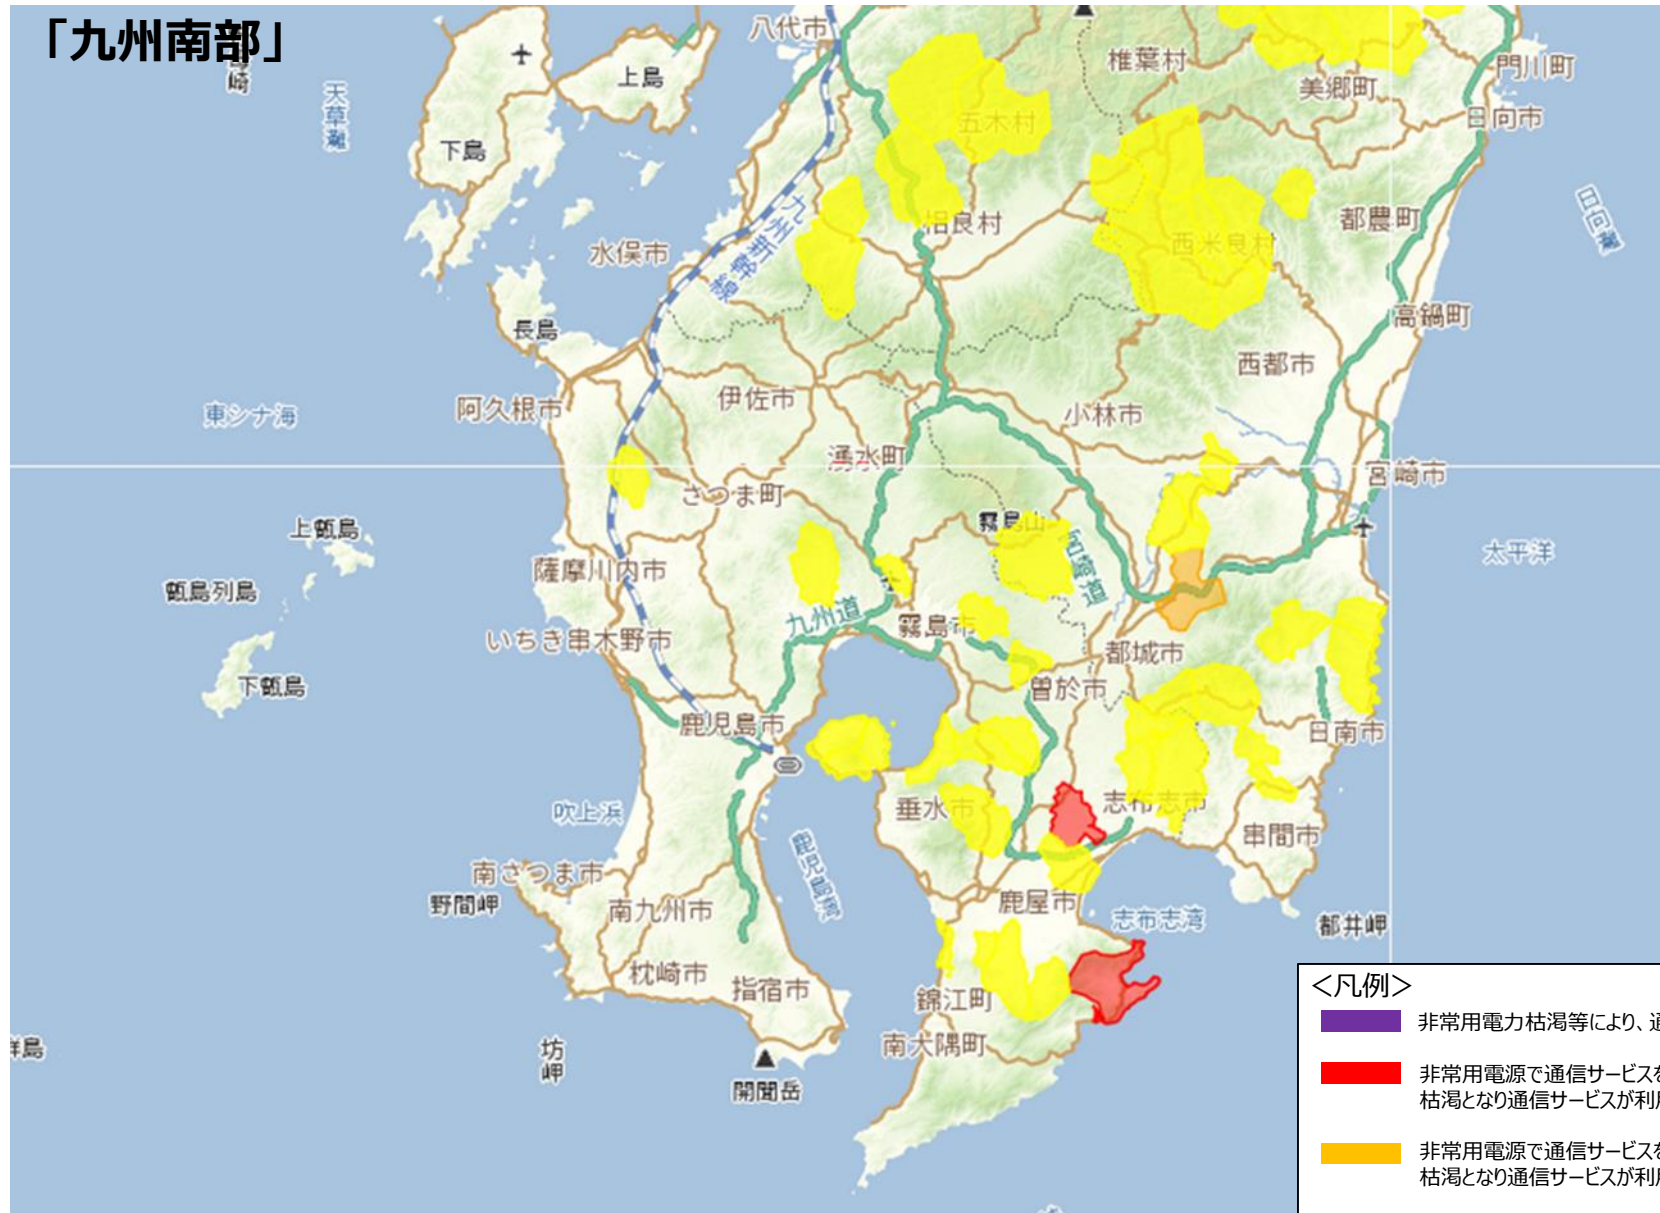 「九州南部」
八代市
崎
天草灘
上島
下島
椎葉村
門川町
美郷町
日向市
五木村
相良村
都農町
日向灘
西米良村
水俣市
九州新幹線
長島
高鍋町
西都市
阿久根市
伊佐市
小林市
東シナ海
湧水町
宮崎市
さつま町
上甑島
霧島山
宮崎道
太平洋
薩摩川内市
甑島列島
九州道
霧島市
いちき串木野市
都城市
下甑島
曽於市
鹿児島市
日南市
吹上浜
垂水市
志布志市
串間市
鹿児島湾
南さつま市
野間岬
南九州市
鹿屋市
志布志湾
都井岬
枕崎市
指宿市
錦江町
南大隅町
群島
坊岬
開聞岳
＜凡例＞
非常用電力枯渇等により、通
非常用電源で通信サービスを
枯渇となり通信サービスが利用
非常用電源で通信サービスを
枯渇となり通信サービスが利用